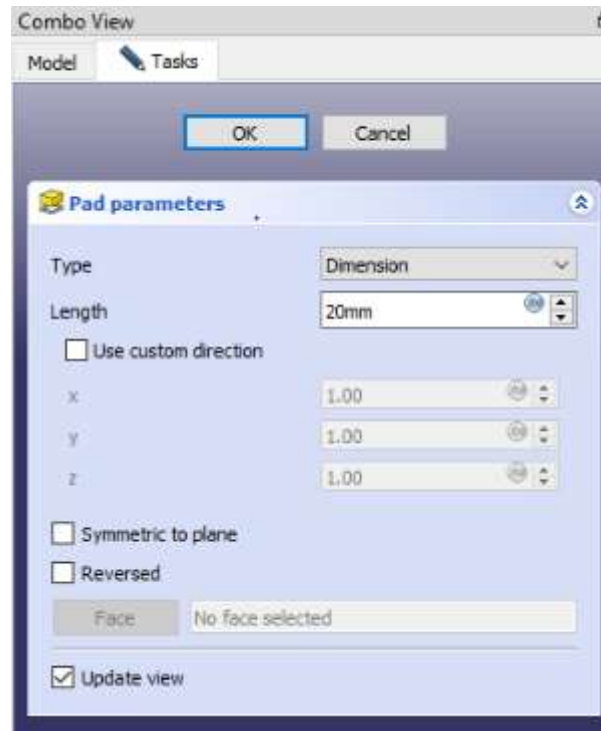 Combo View
Model Tasks
OK Cancel
Pad parameters
Type Dimension
Length 20mm
Use custom direction
x 1.00
y 1.00
z 1.00
Symmetric to plane
Reversed
Face No face selected
Update view